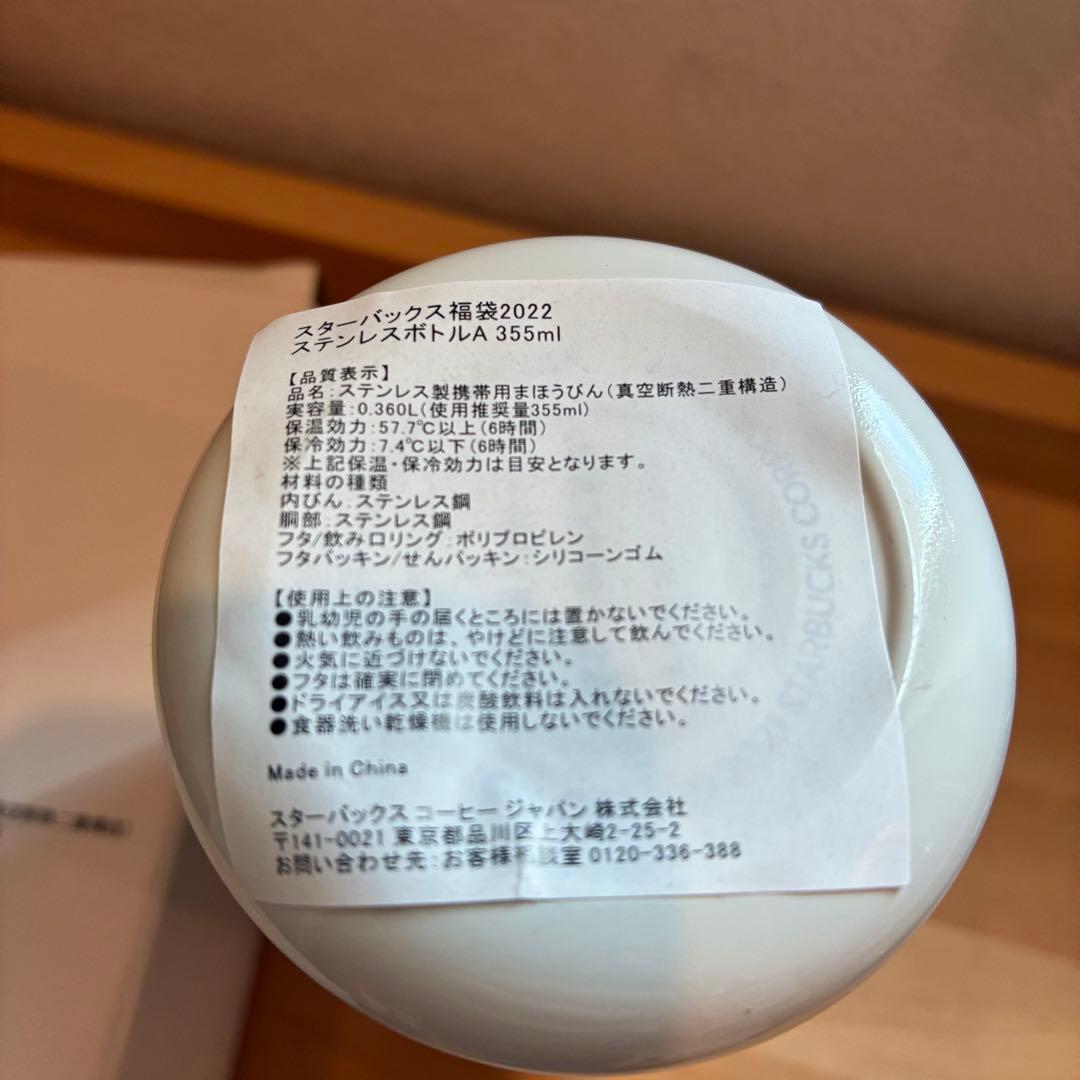 スターバックス福袋2022
ステンレスボトルA 355ml
【品質表示】
品名：ステンレス製携帯用まほうびん（真空断熱二重構造）
実容量：0.360L（使用推奨量355ml）
保温効力：57.7℃以上（6時間）
保冷効力：7.4℃以下（6時間）
※上記保温・保冷効力は目安となります。
材料の種類
内びん：ステンレス鋼
胴部：ステンレス鋼
フタ/飲み口リング：ポリプロピレン
フタパッキン/せんパッキン：シリコーンゴム
【使用上の注意】
●乳幼児の手の届くところには置かないでください。
●熱い飲みものは、やけどに注意して飲んでください。
●火気に近づけないでください。
●フタは確実に閉めてください。
●ドライアイス又は炭酸飲料は入れないでください。
●食器洗い乾燥機は使用しないでください。
Made in China
スターバックス コーヒー ジャパン 株式会社
〒141-0021 東京都品川区上大崎2-25-2
お問い合わせ先：お客様相談室 0120-336-388
STARBUCKS CO